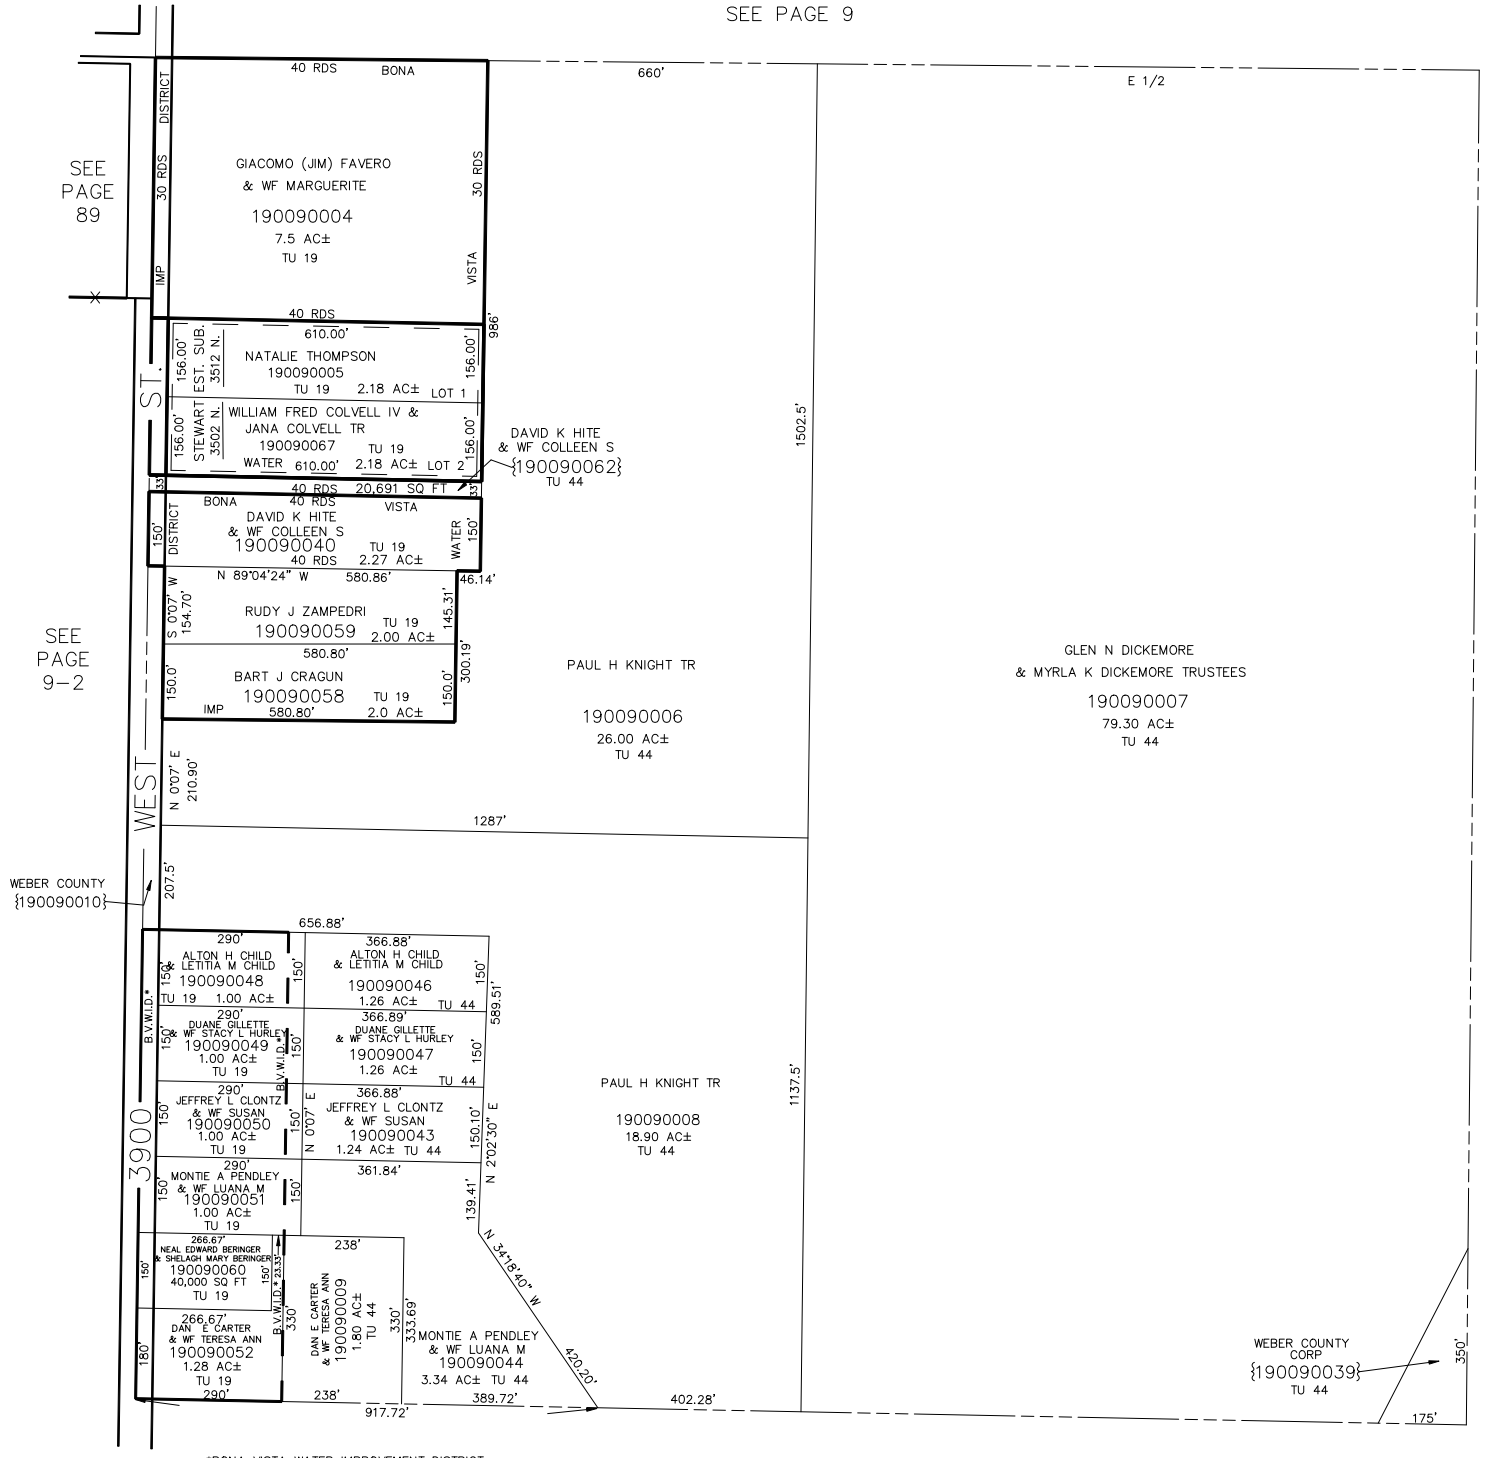 SEE PAGE 9
40 RDS
BONA
660'
E 1/2
DISTRICT
30 RDS
IMP
SEE
PAGE
89
GIACOMO (JIM) FAVERO
& WF MARGUERITE
190090004
7.5 AC±
TU 19
30 RDS
VISTA
40 RDS
986'
610.00'
156.00'
STEWART EST. SUB.
3512 N.
NATALIE THOMPSON
190090005
TU 19 2.18 AC± LOT 1
156.00'
ST.
156.00'
3502 N.
WILLIAM FRED COLVELL IV &
JANA COLVELL TR
190090067
TU 19
WATER 610.00' 2.18 AC± LOT 2
156.00'
1502.5'
DAVID K HITE
& WF COLLEEN S
{190090062}
TU 44
33'
40 RDS 20,691 SQ FT
33'
BONA 40 RDS VISTA
150'
DISTRICT
DAVID K HITE
& WF COLLEEN S
190090040 TU 19
40 RDS 2.27 AC±
WATER
150'
N 89°04'24" W 580.86'
46.14'
S 0°07' W
154.70'
RUDY J ZAMPEDRI
190090059
TU 19
2.00 AC±
145.31'
580.80'
300.19'
150.0'
BART J CRAGUN
190090058
TU 19
IMP 580.80' 2.0 AC±
150.0'
SEE
PAGE
9-2
PAUL H KNIGHT TR
190090006
26.00 AC±
TU 44
GLEN N DICKEMORE
& MYRLA K DICKEMORE TRUSTEES
190090007
79.30 AC±
TU 44
N 0°07' E
210.90'
WEST
1287'
207.5'
WEBER COUNTY
{190090010}
656.88'
290'
ALTON H CHILD
& LETITIA M CHILD
190090048
TU 19 1.00 AC±
150'
150'
366.88'
ALTON H CHILD
& LETITIA M CHILD
190090046
1.26 AC± TU 44
150'
589.51'
B.V.W.I.D.*
290'
DUANE GILLETTE
& WF STACY L HURLEY
190090049
1.00 AC±
TU 19
150'
150'
B.V.W.I.D.*
366.89'
DUANE GILLETTE
& WF STACY L HURLEY
190090047
1.26 AC±
TU 44
150'
290'
JEFFREY L CLONTZ
& WF SUSAN
190090050
1.00 AC±
TU 19
150'
150'
N 0°07' E
366.88'
JEFFREY L CLONTZ
& WF SUSAN
190090043
1.24 AC± TU 44
150.10'
N 2°02'30" E
361.84'
PAUL H KNIGHT TR
190090008
18.90 AC±
TU 44
1137.5'
3900
290'
MONTIE A PENDLEY
& WF LUANA M
190090051
1.00 AC±
TU 19
150'
150'
139.41'
N 34°18'40" W
420.20'
266.67'
NEAL EDWARD BERINGER
& SHELAGH MARY BERINGER
190090060
40,000 SQ FT
TU 19
150'
150'
23.33'
B.V.W.I.D.*
266.67'
DAN E CARTER
& WF TERESA ANN
190090052
1.28 AC±
TU 19
290'
180'
330'
238'
DAN E CARTER
& WF TERESA ANN
190090009
1.80 AC±
TU 44
238'
330'
333.69'
MONTIE A PENDLEY
& WF LUANA M
190090044
3.34 AC± TU 44
389.72'
917.72'
402.28'
WEBER COUNTY
CORP
{190090039}
TU 44
350'
175'
*BONA VISTA WATER IMPROVEMENT DISTRICT